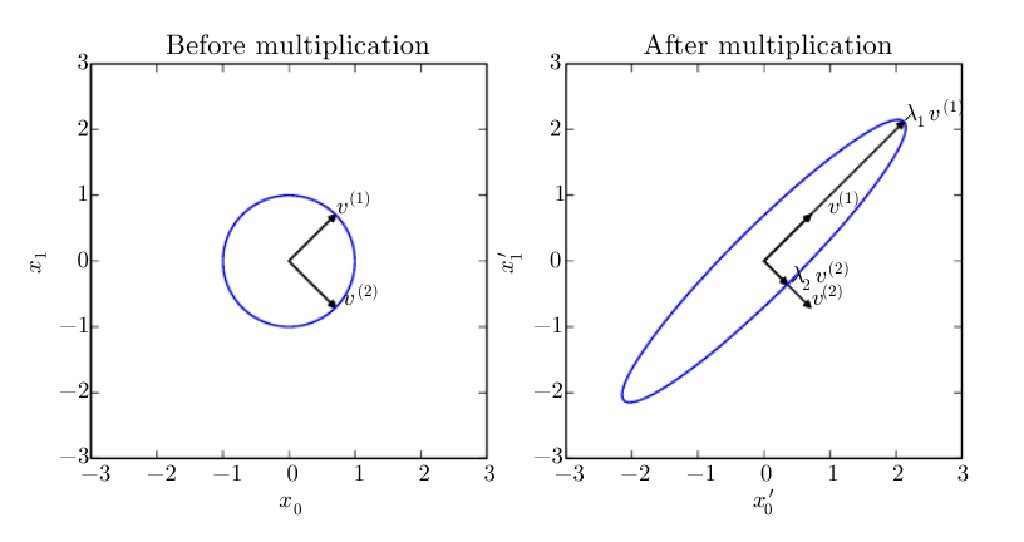 Before multiplication
After multiplication
3
2
1
0
−1
−2
−3
x₁
v⁽¹⁾
v⁽²⁾
−3 −2 −1 0 1 2 3
x₀
3
2
1
0
−1
−2
−3
x₁′
λ₁ v⁽¹⁾
v⁽¹⁾
λ₂ v⁽²⁾
v⁽²⁾
−3 −2 −1 0 1 2 3
x₀′